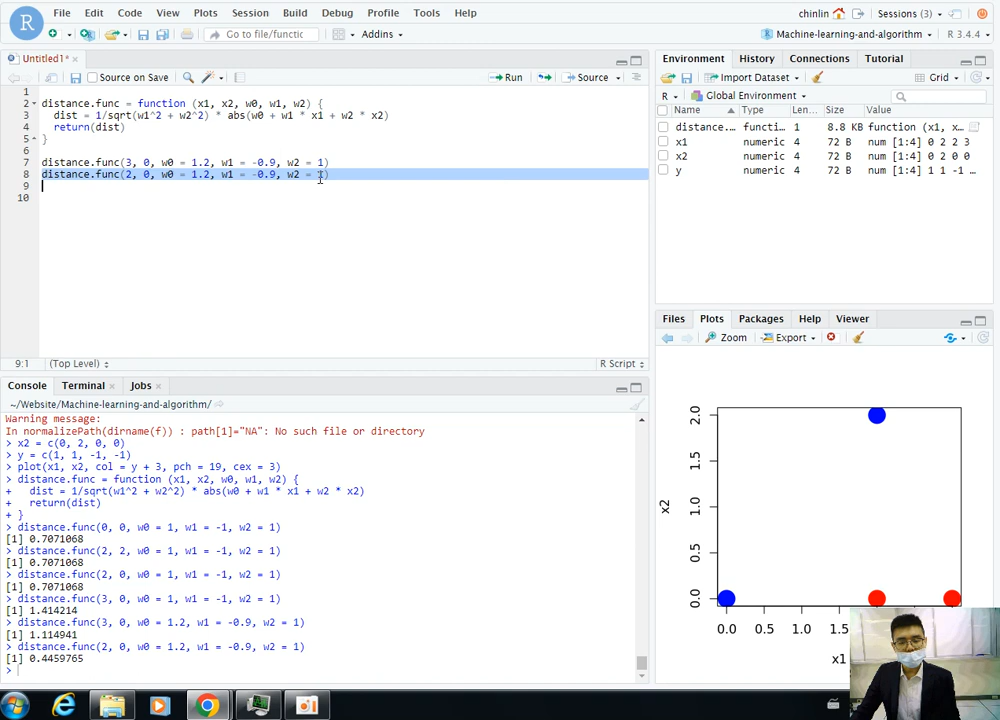 R File Edit Code View Plots Session Build Debug Profile Tools Help chinlin Sessions (3)
Go to file/functic Addins Machine-learning-and-algorithm R 3.4.4
Untitled1* ×
Source on Save Run Source
1
2 distance.func = function (x1, x2, w0, w1, w2) {
3 dist = 1/sqrt(w1^2 + w2^2) * abs(w0 + w1 * x1 + w2 * x2)
4 return(dist)
5 }
6
7 distance.func(3, 0, w0 = 1.2, w1 = -0.9, w2 = 1)
8 distance.func(2, 0, w0 = 1.2, w1 = -0.9, w2 = 1)
9
10
9:1 (Top Level) R Script
Console Terminal × Jobs ×
~/Website/Machine-learning-and-algorithm/
Warning message:
In normalizePath(dirname(f)) : path[1]="NA": No such file or directory
> x2 = c(0, 2, 0, 0)
> y = c(1, 1, -1, -1)
> plot(x1, x2, col = y + 3, pch = 19, cex = 3)
> distance.func = function (x1, x2, w0, w1, w2) {
+ dist = 1/sqrt(w1^2 + w2^2) * abs(w0 + w1 * x1 + w2 * x2)
+ return(dist)
+ }
> distance.func(0, 0, w0 = 1, w1 = -1, w2 = 1)
[1] 0.7071068
> distance.func(2, 2, w0 = 1, w1 = -1, w2 = 1)
[1] 0.7071068
> distance.func(2, 0, w0 = 1, w1 = -1, w2 = 1)
[1] 0.7071068
> distance.func(3, 0, w0 = 1, w1 = -1, w2 = 1)
[1] 1.414214
> distance.func(3, 0, w0 = 1.2, w1 = -0.9, w2 = 1)
[1] 1.114941
> distance.func(2, 0, w0 = 1.2, w1 = -0.9, w2 = 1)
[1] 0.4459765
>
Environment History Connections Tutorial
Import Dataset Grid
R Global Environment
Name Type Len... Size Value
distance.... functi... 1 8.8 KB function (x1, x...
x1 numeric 4 72 B num [1:4] 0 2 2 3
x2 numeric 4 72 B num [1:4] 0 2 0 0
y numeric 4 72 B num [1:4] 1 1 -1 ...
Files Plots Packages Help Viewer
Zoom Export
2.0
1.5
1.0
0.5
0.0
x2
0.0 0.5 1.0 1.5
x1